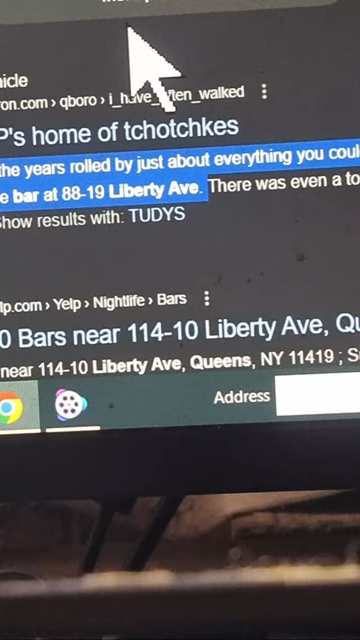 icle
ron.com › qboro › i_have_ften_walked
P's home of tchotchkes
the years rolled by just about everything you coul
e bar at 88-19 Liberty Ave. There was even a to
Show results with: TUDYS
lp.com › Yelp › Nightlife › Bars
0 Bars near 114-10 Liberty Ave, Qu
near 114-10 Liberty Ave, Queens, NY 11419 ; S
Address